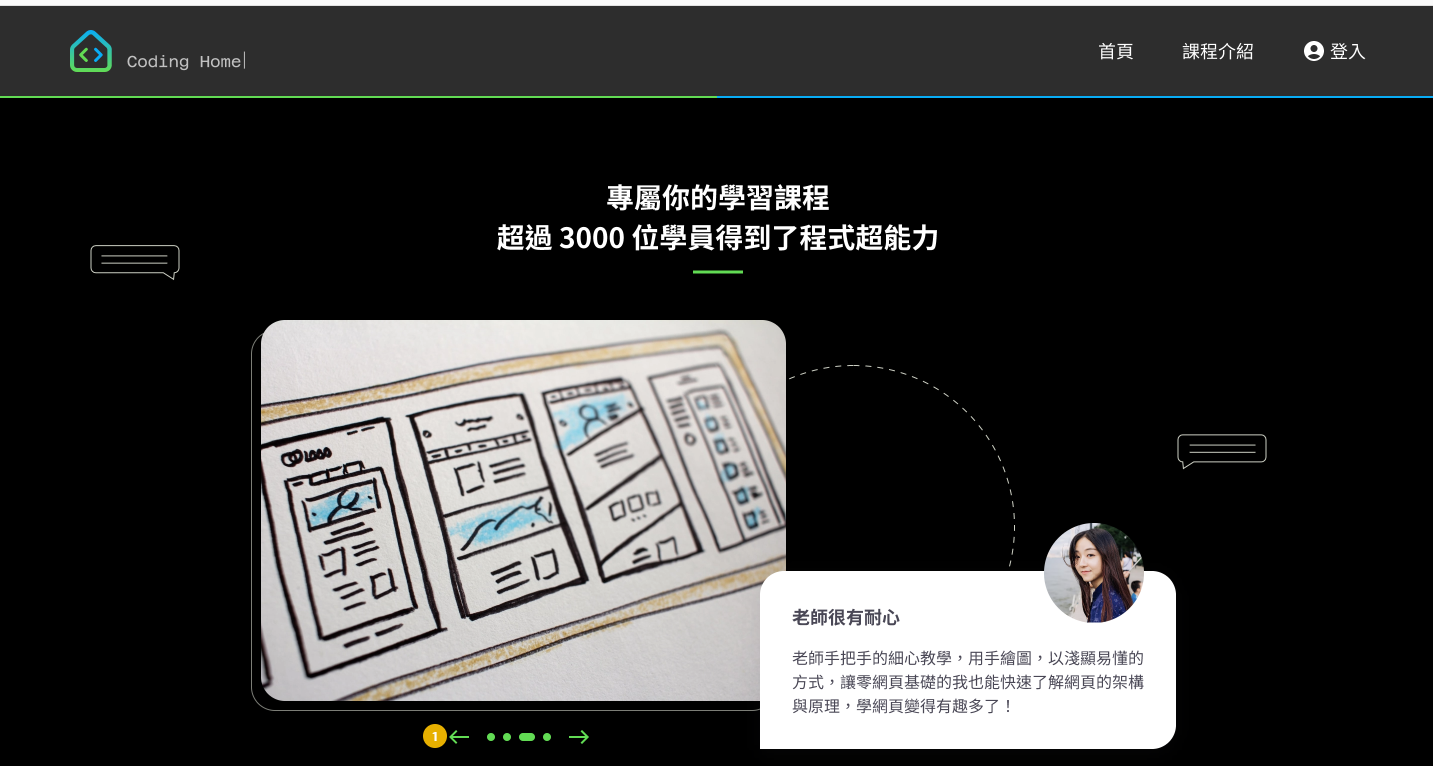 Coding Home
首頁
課程介紹
登入
專屬你的學習課程
超過 3000 位學員得到了程式超能力
LOGO
老師很有耐心
老師手把手的細心教學，用手繪圖，以淺顯易懂的
方式，讓零網頁基礎的我也能快速了解網頁的架構
與原理，學網頁變得有趣多了！
1